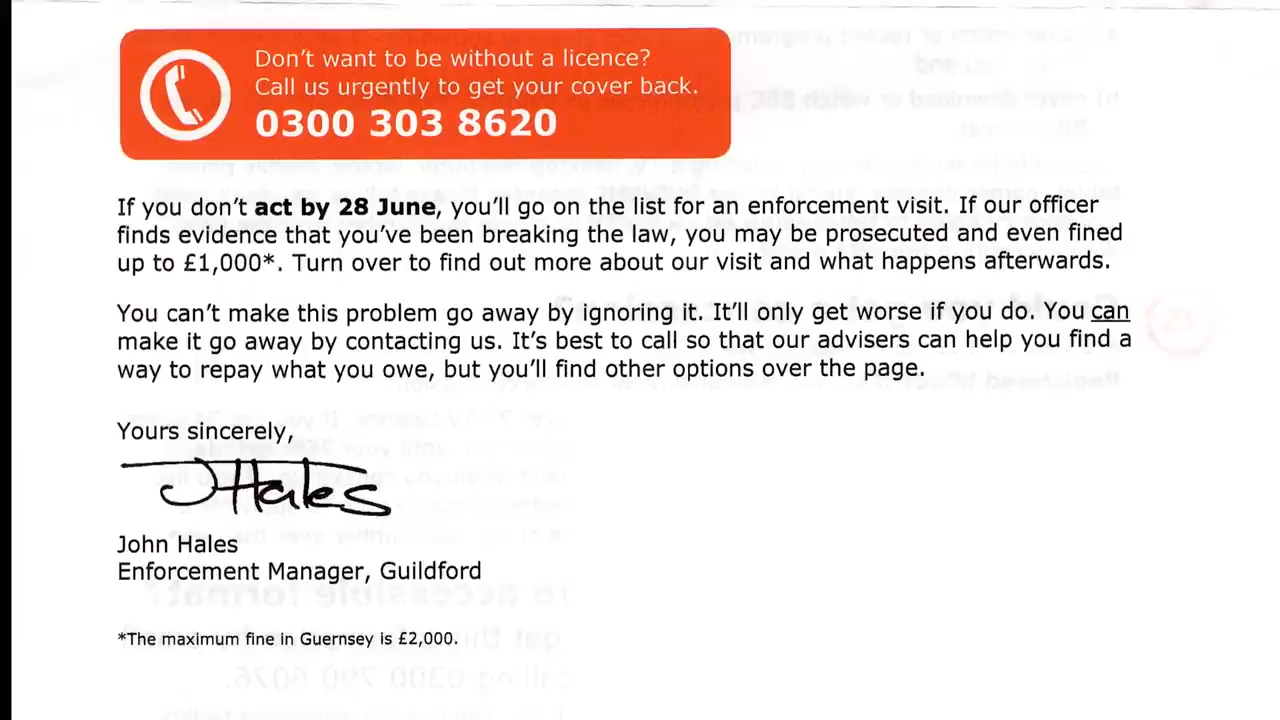 Don't want to be without a licence?
Call us urgently to get your cover back.
0300 303 8620
If you don't act by 28 June, you'll go on the list for an enforcement visit. If our officer
finds evidence that you've been breaking the law, you may be prosecuted and even fined
up to £1,000*. Turn over to find out more about our visit and what happens afterwards.
You can't make this problem go away by ignoring it. It'll only get worse if you do. You can
make it go away by contacting us. It's best to call so that our advisers can help you find a
way to repay what you owe, but you'll find other options over the page.
Yours sincerely,
J Hales
John Hales
Enforcement Manager, Guildford
*The maximum fine in Guernsey is £2,000.